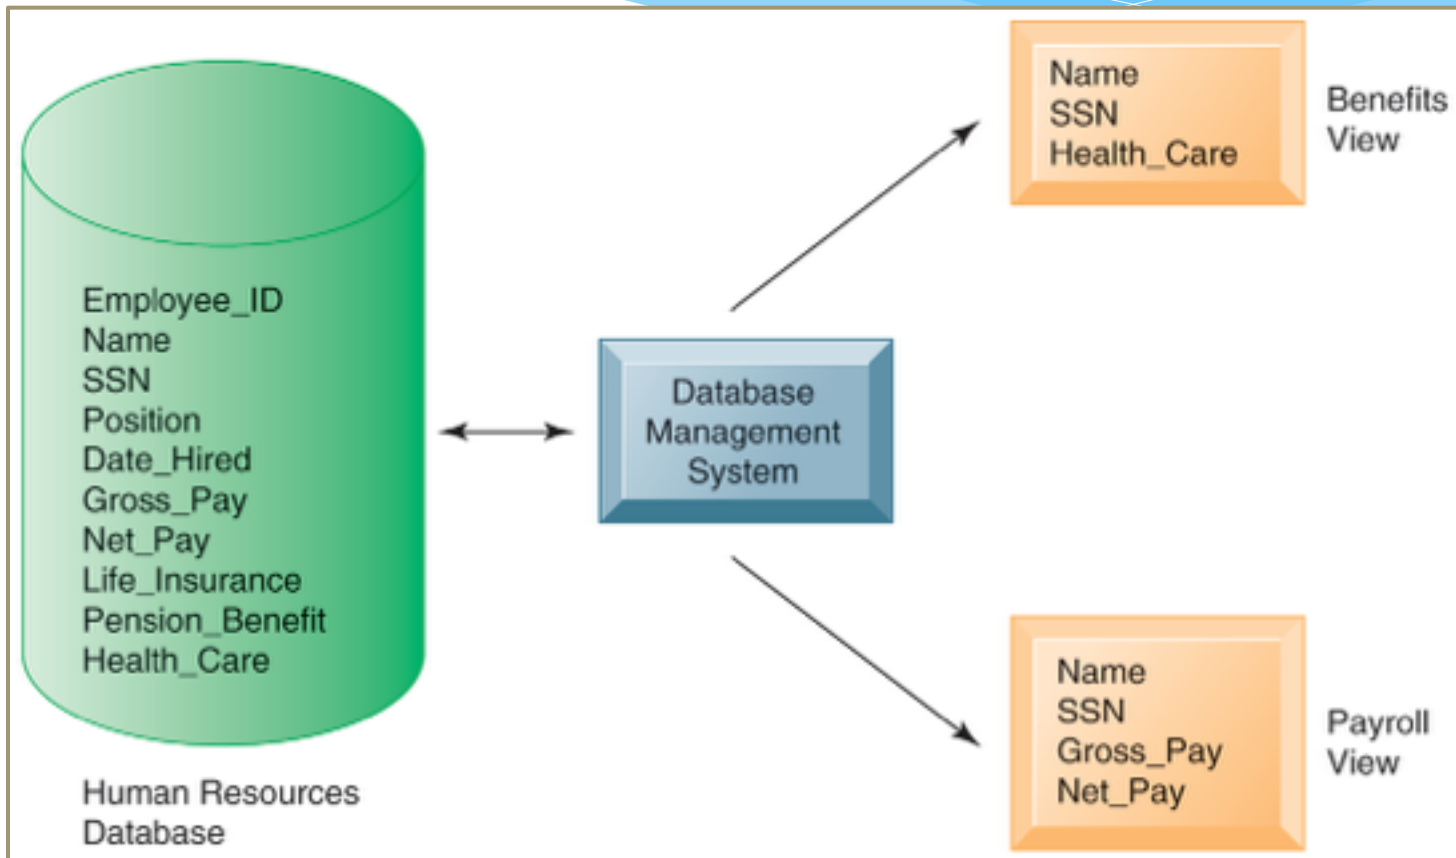 Employee_ID
Name
SSN
Position
Date_Hired
Gross_Pay
Net_Pay
Life_Insurance
Pension_Benefit
Health_Care
Human Resources
Database
Database
Management
System
Name
SSN
Health_Care
Benefits
View
Name
SSN
Gross_Pay
Net_Pay
Payroll
View